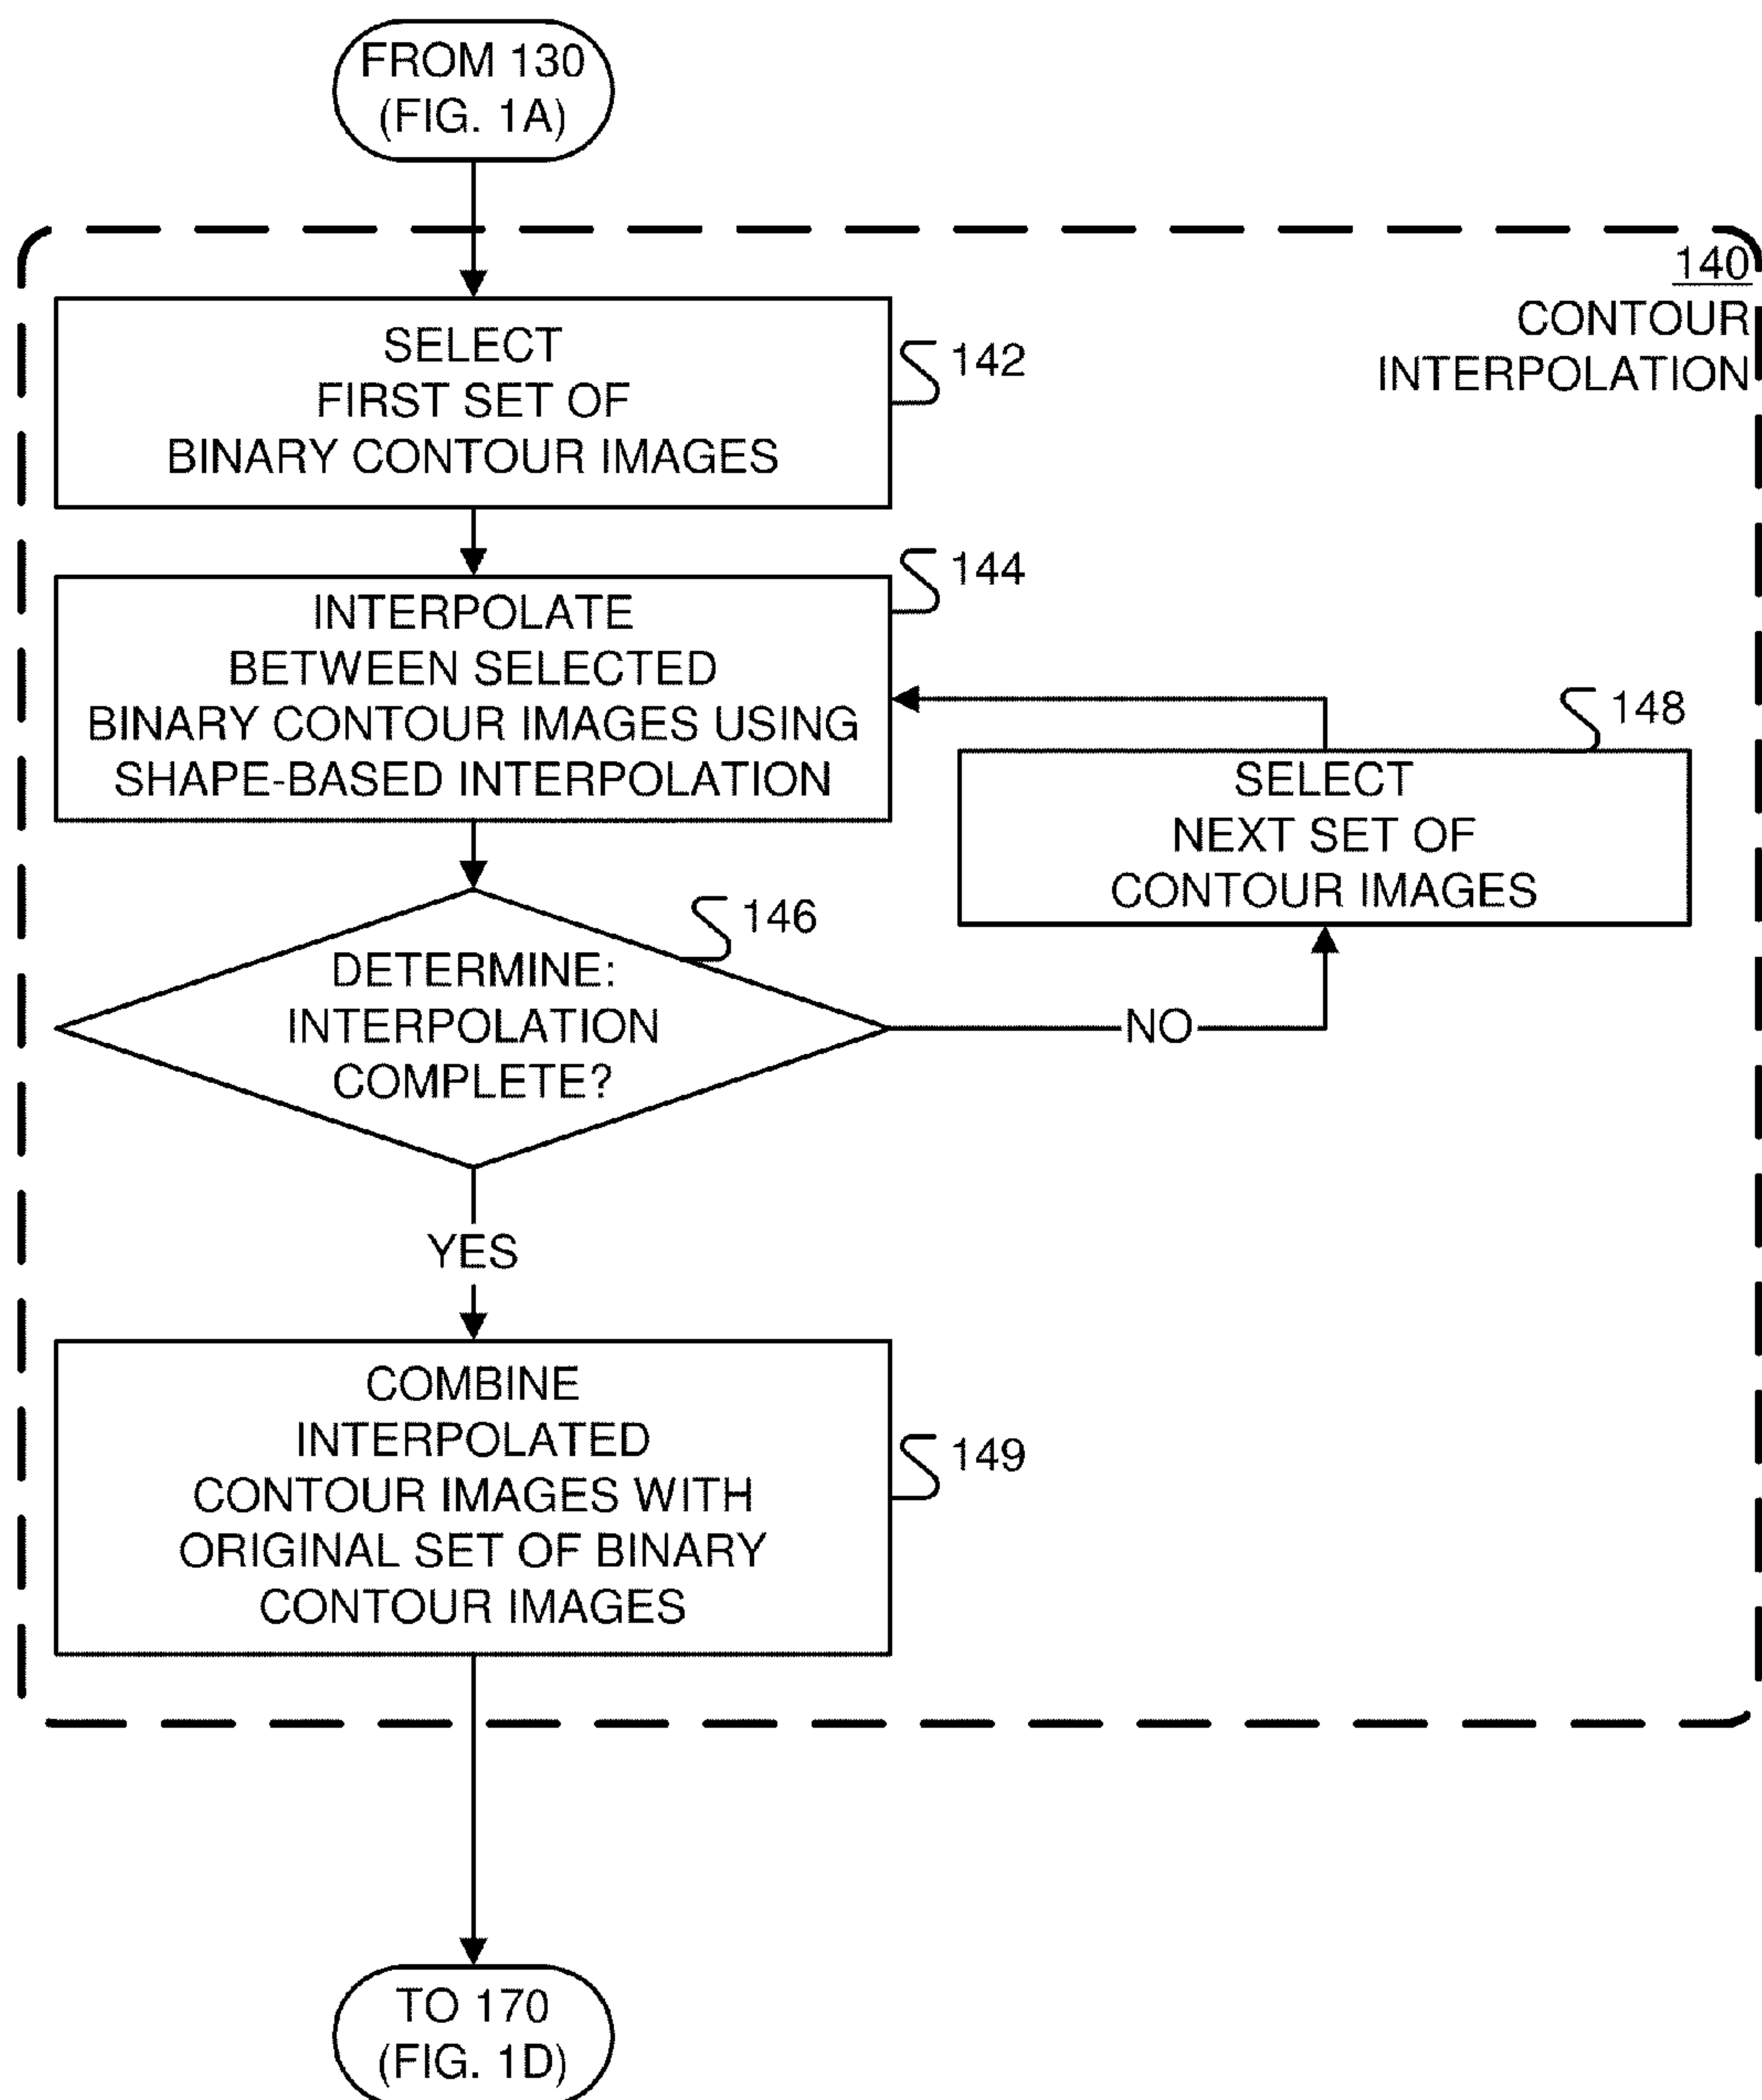 FROM 130
(FIG. 1A)
140
CONTOUR
INTERPOLATION
SELECT
FIRST SET OF
BINARY CONTOUR IMAGES
142
INTERPOLATE
BETWEEN SELECTED
BINARY CONTOUR IMAGES USING
SHAPE-BASED INTERPOLATION
144
SELECT
NEXT SET OF
CONTOUR IMAGES
148
DETERMINE:
INTERPOLATION
COMPLETE?
146
NO
YES
COMBINE
INTERPOLATED
CONTOUR IMAGES WITH
ORIGINAL SET OF BINARY
CONTOUR IMAGES
149
TO 170
(FIG. 1D)